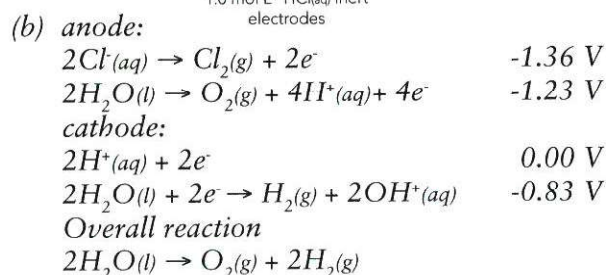 electrodes
(b) anode:
2Cl⁻(aq) → Cl₂(g) + 2e⁻ -1.36 V
2H₂O(l) → O₂(g) + 4H⁺(aq)+ 4e⁻ -1.23 V
cathode:
2H⁺(aq) + 2e⁻ 0.00 V
2H₂O(l) + 2e⁻ → H₂(g) + 2OH⁺(aq) -0.83 V
Overall reaction
2H₂O(l) → O₂(g) + 2H₂(g)